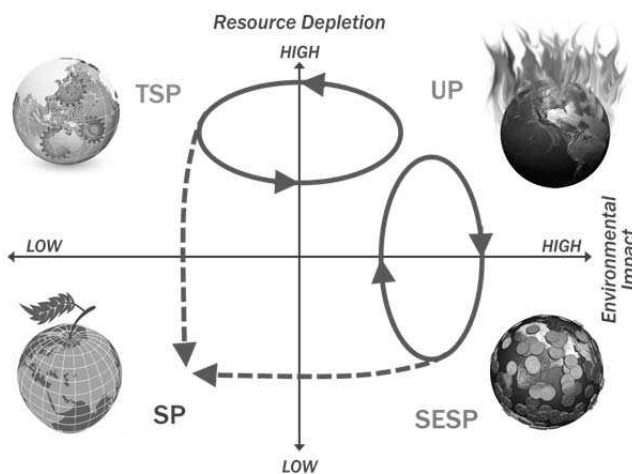 Resource Depletion
HIGH
TSP
UP
LOW
HIGH
Environmental
Impact
SP
SESP
LOW